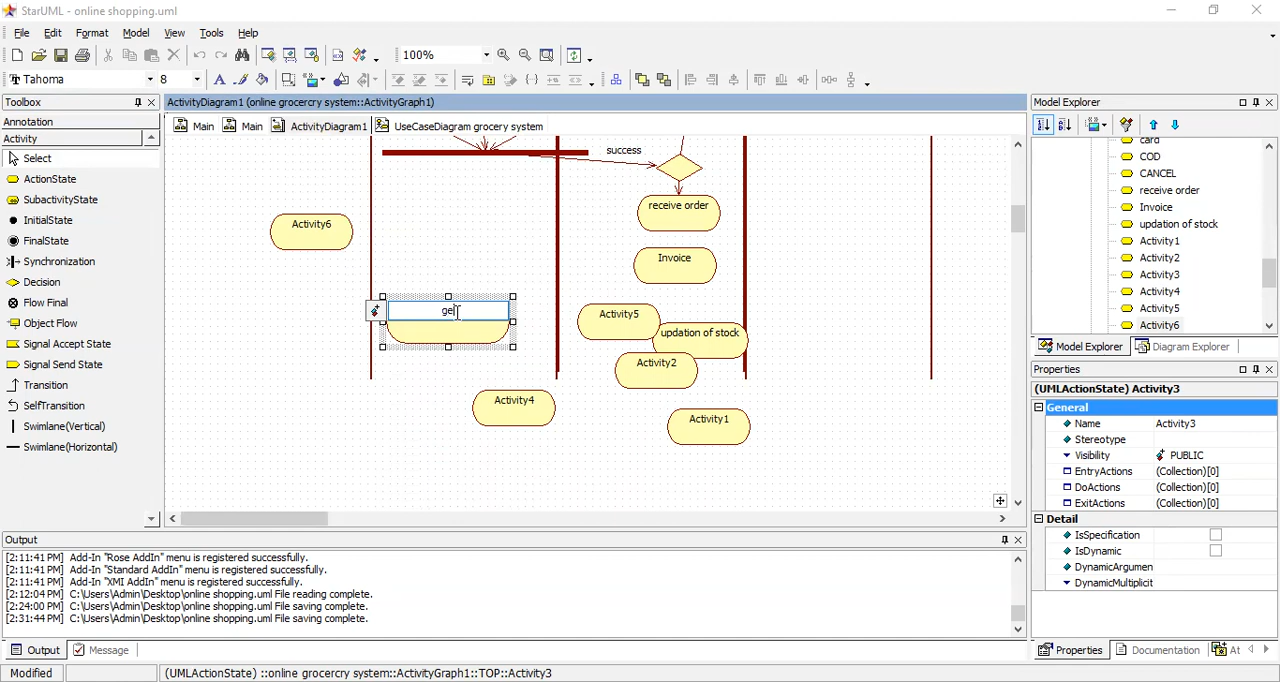 StarUML - online shopping.uml
File Edit Format Model View Tools Help
100%
Tahoma 8
Toolbox
Annotation
Activity
Select
ActionState
SubactivityState
InitialState
FinalState
Synchronization
Decision
Flow Final
Object Flow
Signal Accept State
Signal Send State
Transition
SelfTransition
Swimlane(Vertical)
Swimlane(Horizontal)
ActivityDiagram1 (online grocercry system::ActivityGraph1)
Main Main ActivityDiagram1 UseCaseDiagram grocery system
success
receive order
Activity6
Invoice
ge
Activity5
updation of stock
Activity2
Activity4
Activity1
Model Explorer
card
COD
CANCEL
receive order
Invoice
updation of stock
Activity1
Activity2
Activity3
Activity4
Activity5
Activity6
Model Explorer Diagram Explorer
Properties
(UMLActionState) Activity3
General
Name Activity3
Stereotype
Visibility PUBLIC
EntryActions (Collection)[0]
DoActions (Collection)[0]
ExitActions (Collection)[0]
Detail
IsSpecification
IsDynamic
DynamicArgumen
DynamicMultiplicit
Properties Documentation At
Output
[2:11:41 PM] Add-In "Rose AddIn" menu is registered successfully.
[2:11:41 PM] Add-In "Standard AddIn" menu is registered successfully.
[2:11:41 PM] Add-In "XMI AddIn" menu is registered successfully.
[2:12:04 PM] C:\Users\Admin\Desktop\online shopping.uml File reading complete.
[2:24:00 PM] C:\Users\Admin\Desktop\online shopping.uml File saving complete.
[2:31:44 PM] C:\Users\Admin\Desktop\online shopping.uml File saving complete.
Output Message
Modified (UMLActionState) ::online grocercry system::ActivityGraph1::TOP::Activity3